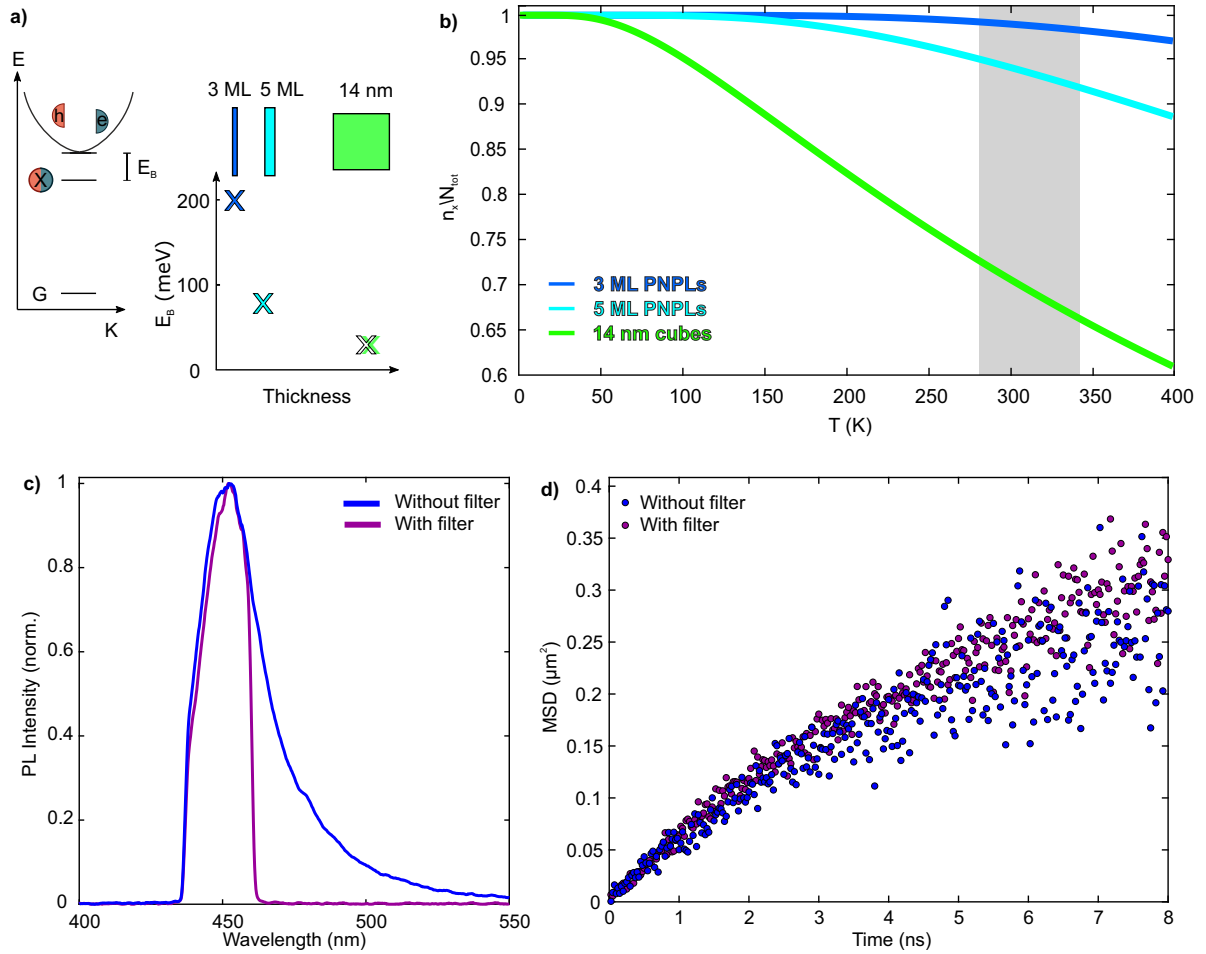 a)
E
h
e
X
E_B
G
K
3 ML
5 ML
14 nm
200
100
0
E_B (meV)
Thickness
b)
1
0.95
0.9
0.85
0.8
0.75
0.7
0.65
0.6
n_x\N_tot
3 ML PNPLs
5 ML PNPLs
14 nm cubes
0 50 100 150 200 250 300 350 400
T (K)
c)
1
0.8
0.6
0.4
0.2
0
PL Intensity (norm.)
Without filter
With filter
400 450 500 550
Wavelength (nm)
d)
0.4
0.35
0.3
0.25
0.2
0.15
0.1
0.05
0
MSD (μm²)
Without filter
With filter
0 1 2 3 4 5 6 7 8
Time (ns)